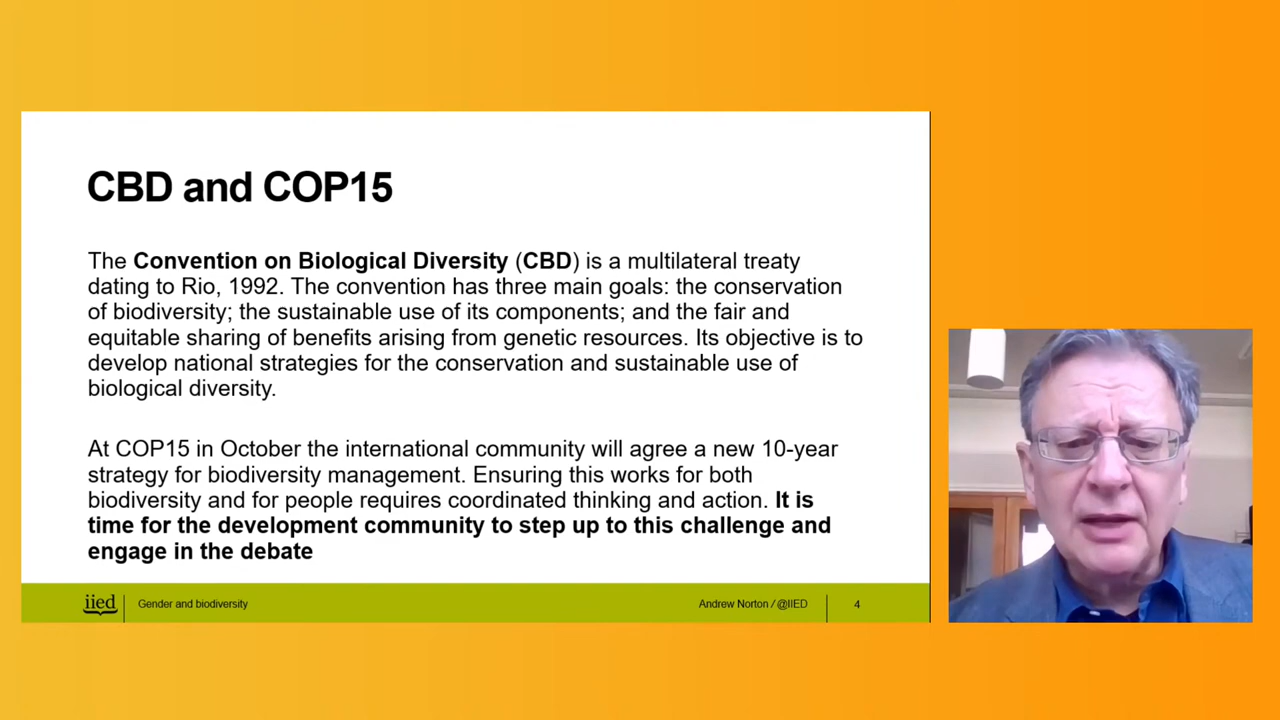 CBD and COP15
The Convention on Biological Diversity (CBD) is a multilateral treaty
dating to Rio, 1992. The convention has three main goals: the conservation
of biodiversity; the sustainable use of its components; and the fair and
equitable sharing of benefits arising from genetic resources. Its objective is to
develop national strategies for the conservation and sustainable use of
biological diversity.
At COP15 in October the international community will agree a new 10-year
strategy for biodiversity management. Ensuring this works for both
biodiversity and for people requires coordinated thinking and action. It is
time for the development community to step up to this challenge and
engage in the debate
iied
Gender and biodiversity
Andrew Norton / @IIED
4